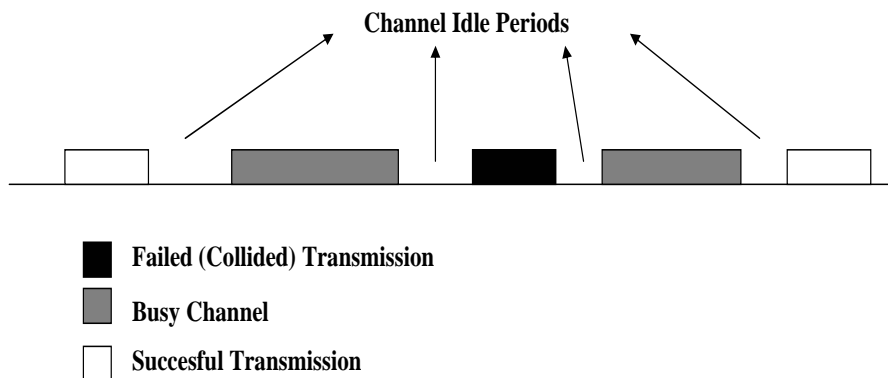 Channel Idle Periods
Failed (Collided) Transmission
Busy Channel
Succesful Transmission